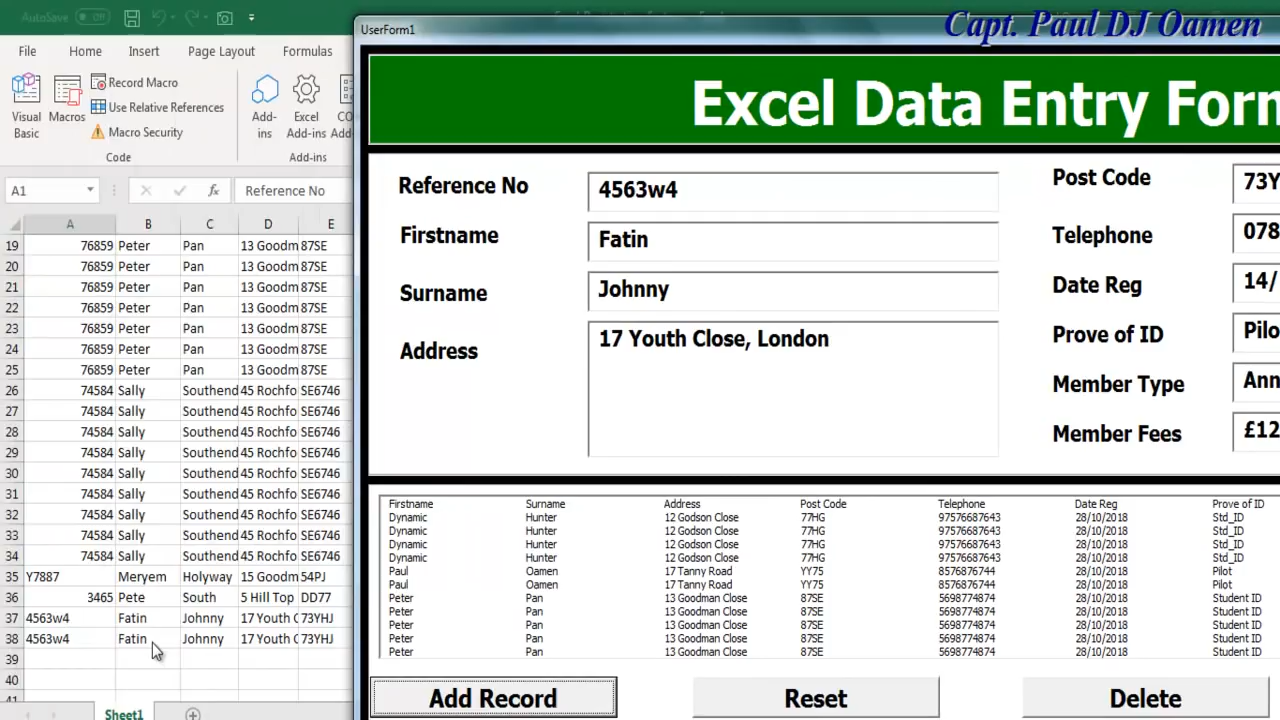 AutoSave Off
Capt. Paul DJ Oamen
UserForm1
File Home Insert Page Layout Formulas
Record Macro
Use Relative References
Macro Security
Visual Basic
Macros
Add-ins
Excel Add-ins
CO
Add-
Code
Add-ins
A1
fx
Reference No
Excel Data Entry Form
Reference No 4563w4
Firstname Fatin
Surname Johnny
Address 17 Youth Close, London
Post Code 73Y
Telephone 078
Date Reg 14/
Prove of ID Pilo
Member Type Ann
Member Fees £12
A B C D E
19 76859 Peter Pan 13 Goodm 87SE
20 76859 Peter Pan 13 Goodm 87SE
21 76859 Peter Pan 13 Goodm 87SE
22 76859 Peter Pan 13 Goodm 87SE
23 76859 Peter Pan 13 Goodm 87SE
24 76859 Peter Pan 13 Goodm 87SE
25 76859 Peter Pan 13 Goodm 87SE
26 74584 Sally Southend 45 Rochfo SE6746
27 74584 Sally Southend 45 Rochfo SE6746
28 74584 Sally Southend 45 Rochfo SE6746
29 74584 Sally Southend 45 Rochfo SE6746
30 74584 Sally Southend 45 Rochfo SE6746
31 74584 Sally Southend 45 Rochfo SE6746
32 74584 Sally Southend 45 Rochfo SE6746
33 74584 Sally Southend 45 Rochfo SE6746
34 74584 Sally Southend 45 Rochfo SE6746
35 Y7887 Meryem Holyway 15 Goodm 54PJ
36 3465 Pete South 5 Hill Top DD77
37 4563w4 Fatin Johnny 17 Youth C 73YHJ
38 4563w4 Fatin Johnny 17 Youth C 73YHJ
39
40
41
Firstname Surname Address Post Code Telephone Date Reg Prove of ID
Dynamic Hunter 12 Godson Close 77HG 97576687643 28/10/2018 Std_ID
Dynamic Hunter 12 Godson Close 77HG 97576687643 28/10/2018 Std_ID
Dynamic Hunter 12 Godson Close 77HG 97576687643 28/10/2018 Std_ID
Dynamic Hunter 12 Godson Close 77HG 97576687643 28/10/2018 Std_ID
Paul Oamen 17 Tanny Road YY75 8576876744 28/10/2018 Pilot
Paul Oamen 17 Tanny Road YY75 8576876744 28/10/2018 Pilot
Peter Pan 13 Goodman Close 87SE 5698774874 28/10/2018 Student ID
Peter Pan 13 Goodman Close 87SE 5698774874 28/10/2018 Student ID
Peter Pan 13 Goodman Close 87SE 5698774874 28/10/2018 Student ID
Peter Pan 13 Goodman Close 87SE 5698774874 28/10/2018 Student ID
Peter Pan 13 Goodman Close 87SE 5698774874 28/10/2018 Student ID
Add Record Reset Delete
Sheet1